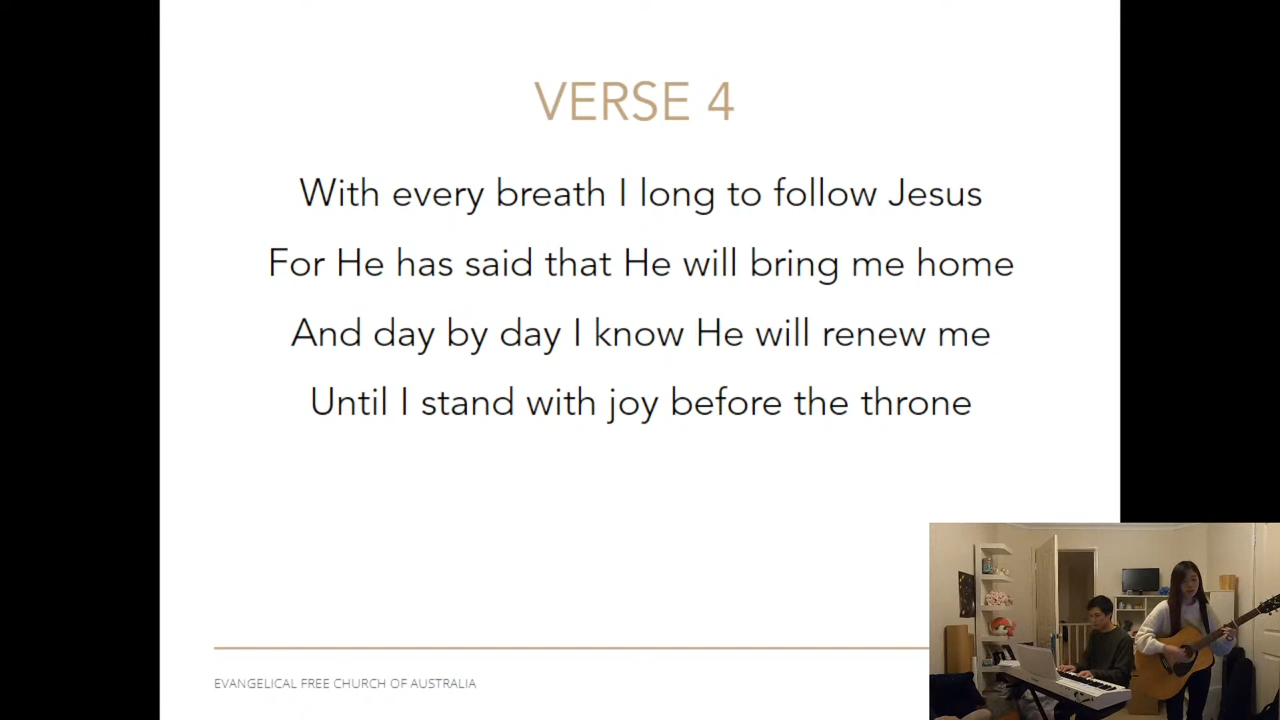 VERSE 4
With every breath I long to follow Jesus
For He has said that He will bring me home
And day by day I know He will renew me
Until I stand with joy before the throne
EVANGELICAL FREE CHURCH OF AUSTRALIA